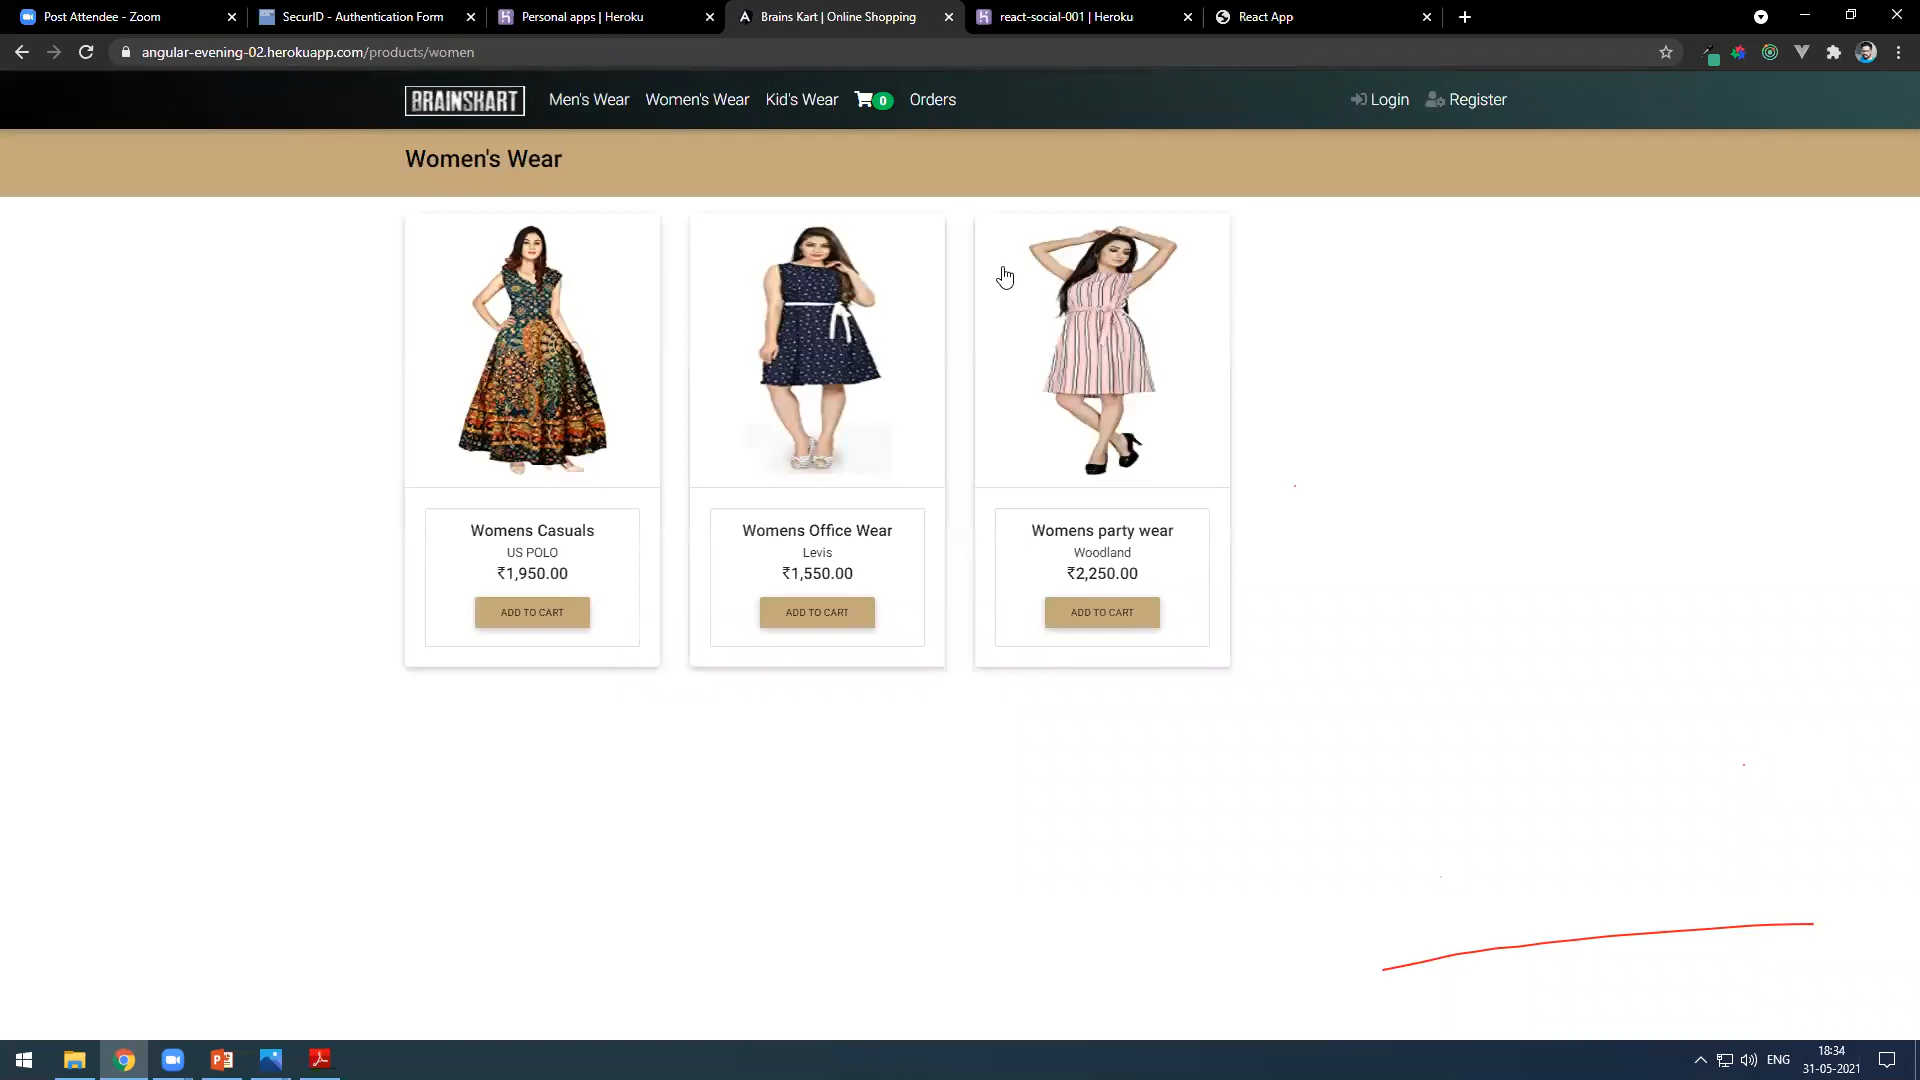 Post Attendee - Zoom
SecurID - Authentication Form
Personal apps | Heroku
Brains Kart | Online Shopping
react-social-001 | Heroku
React App
angular-evening-02.herokuapp.com/products/women
BRAINSKART
Men's Wear
Women's Wear
Kid's Wear
0
Orders
Login
Register
Women's Wear
Womens Casuals
US POLO
₹1,950.00
ADD TO CART
Womens Office Wear
Levis
₹1,550.00
ADD TO CART
Womens party wear
Woodland
₹2,250.00
ADD TO CART
ENG
18:34
31-05-2021